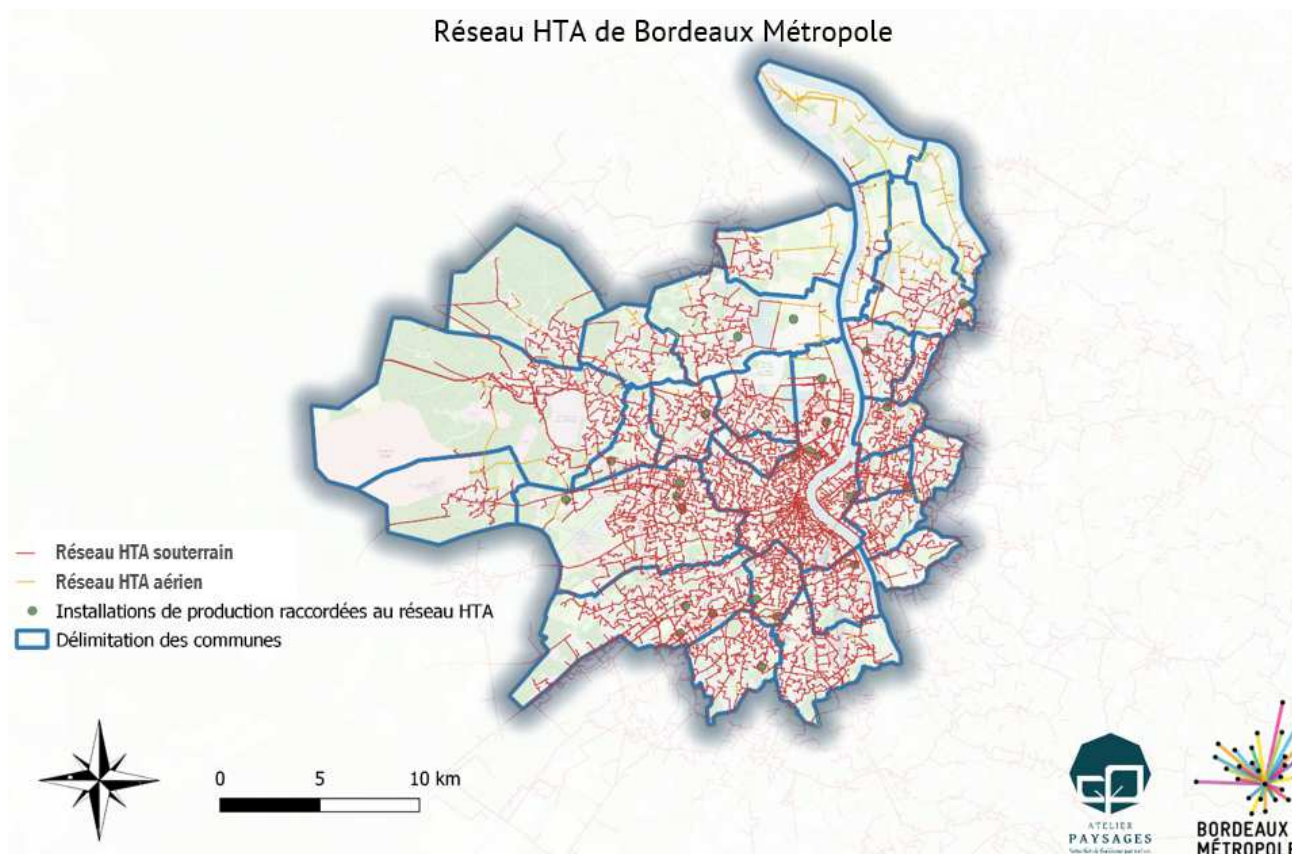 Réseau HTA de Bordeaux Métropole
Réseau HTA souterrain
Réseau HTA aérien
Installations de production raccordées au réseau HTA
Délimitation des communes
0 5 10 km
ATELIER
PAYSAGES
BORDEAUX
MÉTROPOLE